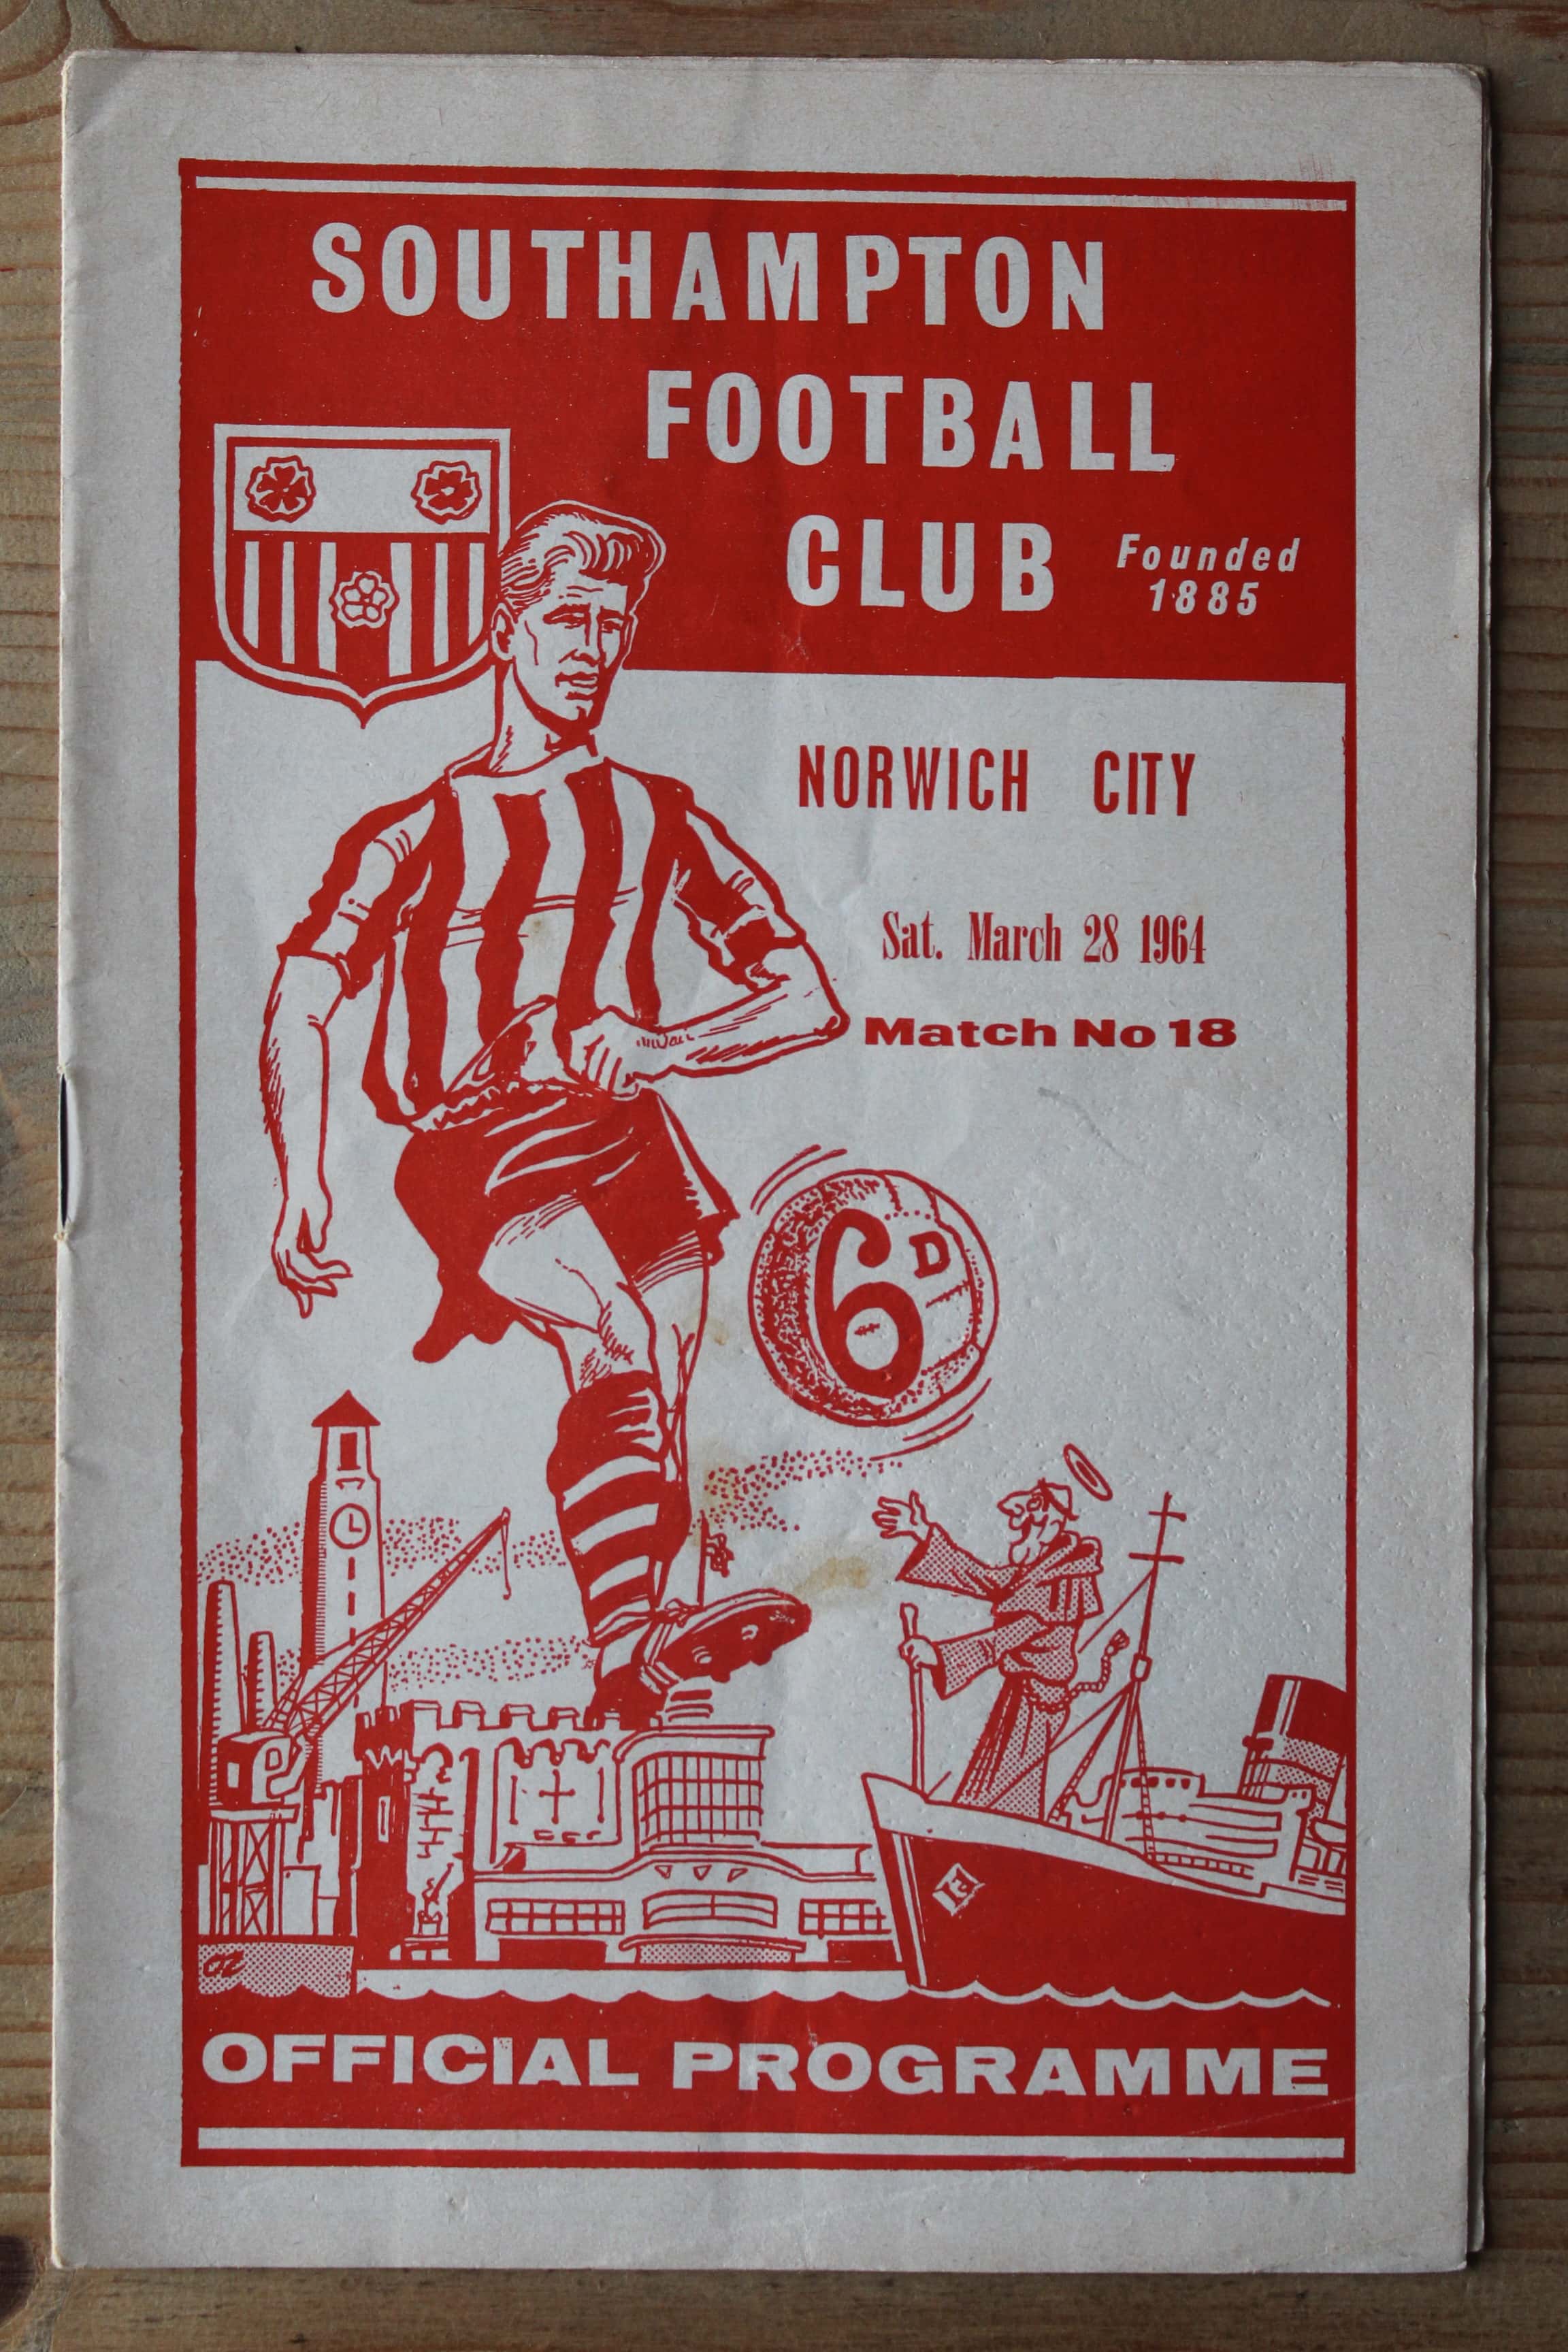 SOUTHAMPTON
FOOTBALL
CLUB
Founded
1885
NORWICH CITY
Sat. March 28 1964
Match No 18
6D
OFFICIAL PROGRAMME